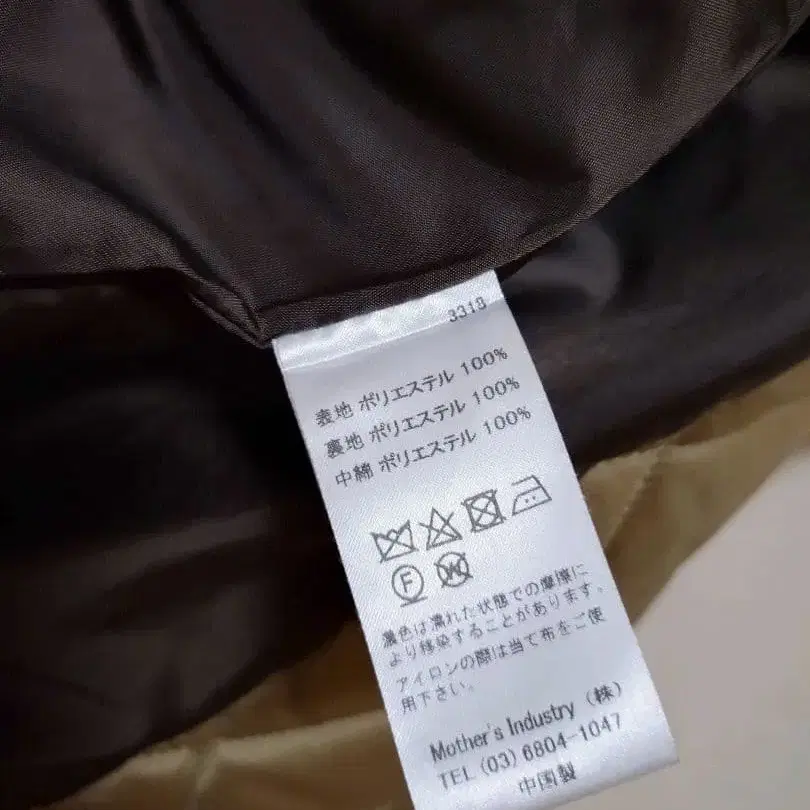 3318
表地 ポリエステル 100%
裏地 ポリエステル 100%
中綿 ポリエステル 100%
F
W
濃色は濡れた状態での摩擦に
より移染することがあります。
アイロンの際は当て布をご使
用下さい。
Mother's Industry (株)
TEL (03) 6804-1047
中国製